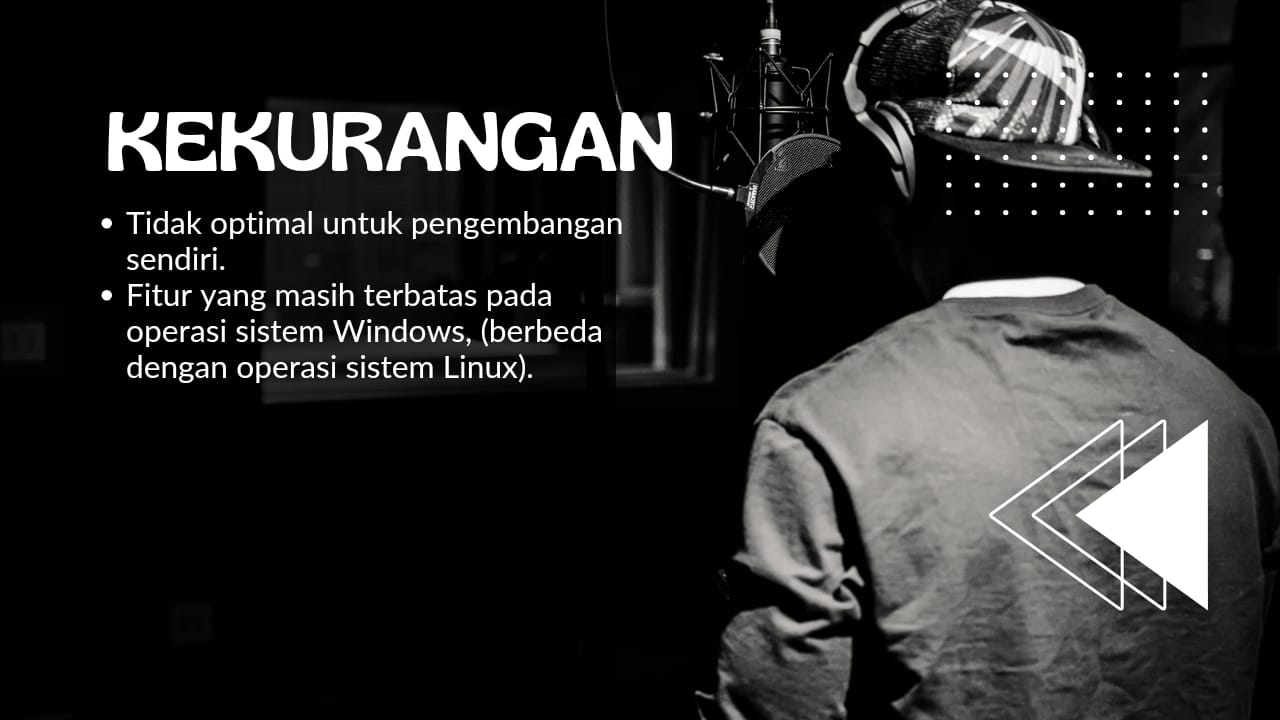 KEKURANGAN
• Tidak optimal untuk pengembangan
sendiri.
• Fitur yang masih terbatas pada
operasi sistem Windows, (berbeda
dengan operasi sistem Linux).